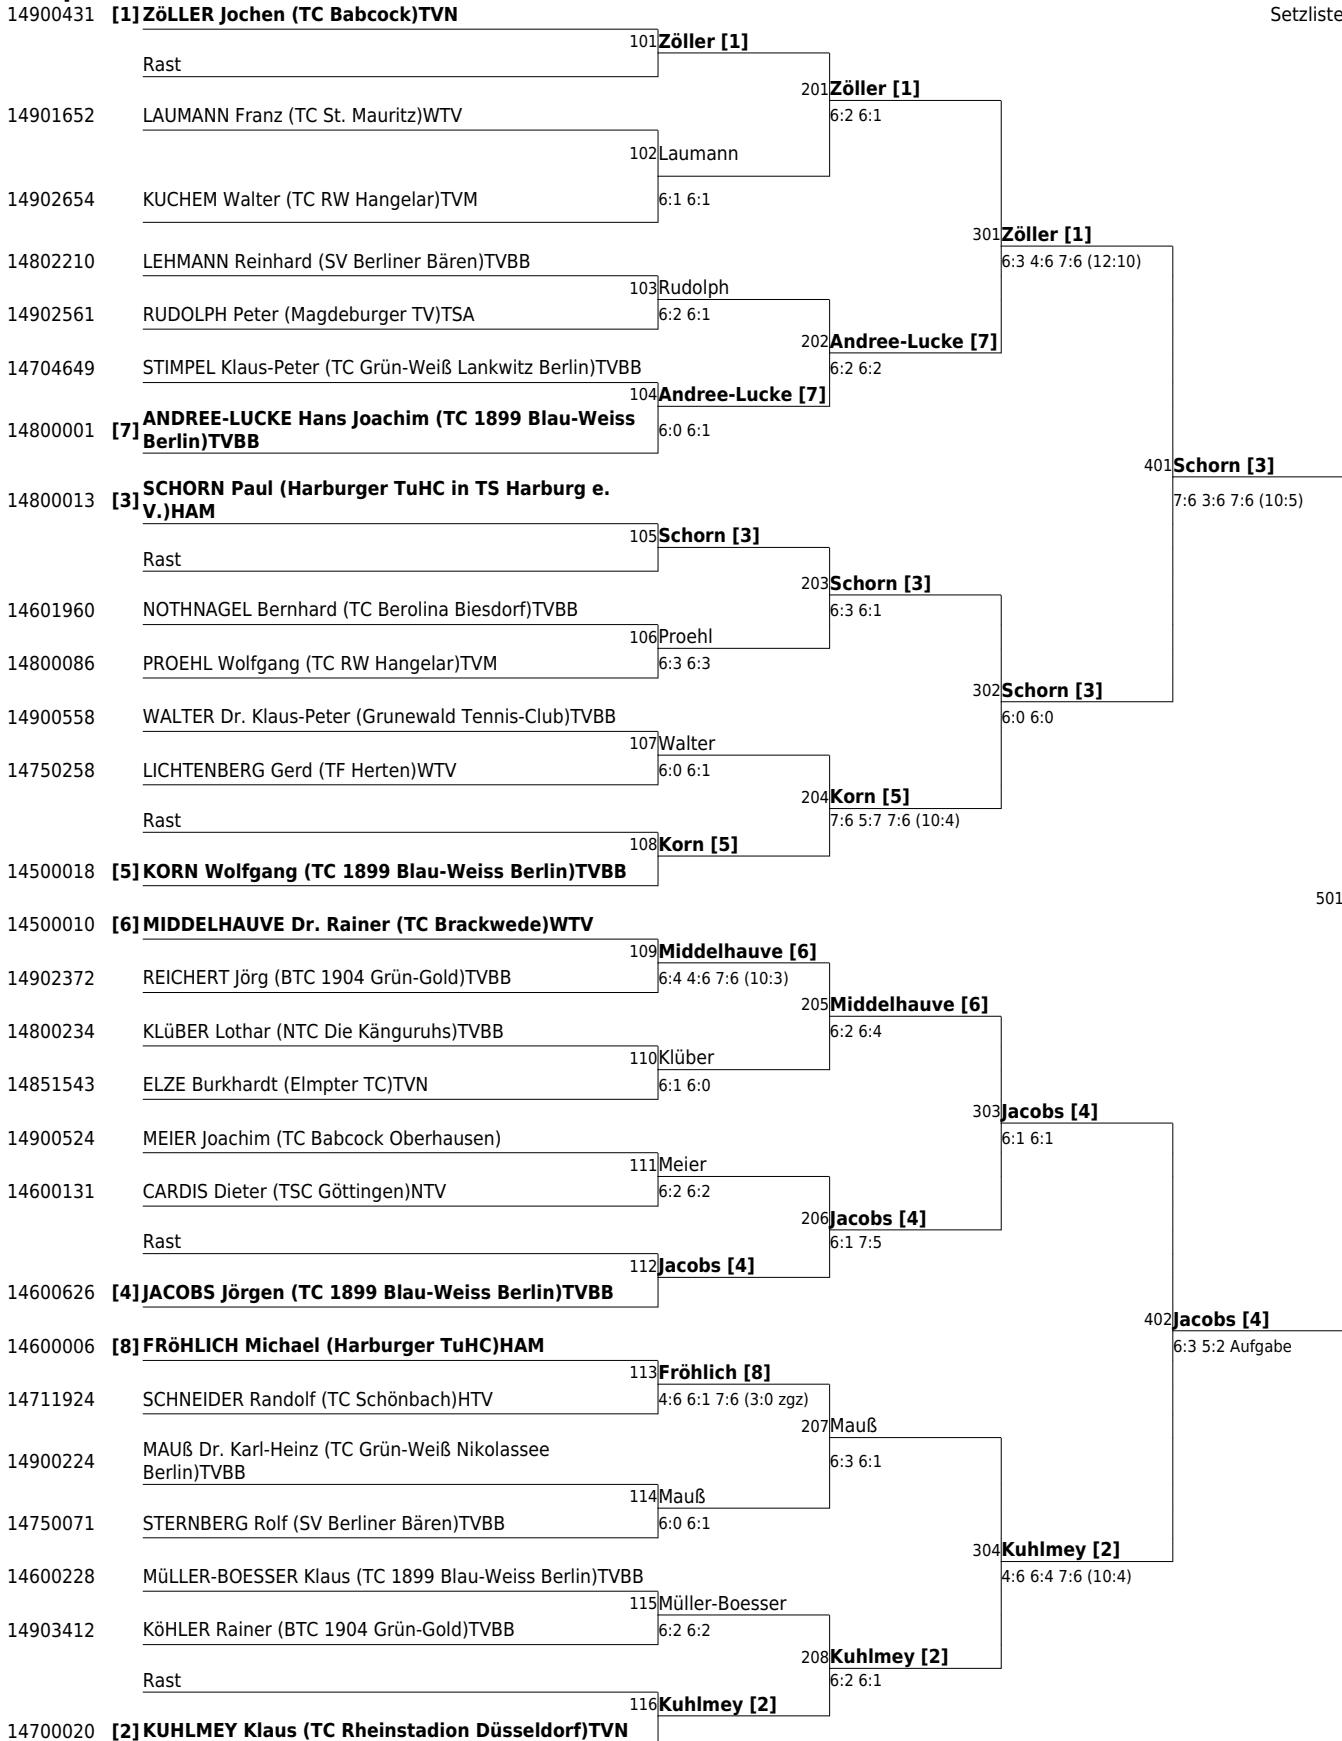 14900431 [1] ZöLLER Jochen (TC Babcock)TVN Setzliste
101 Zöller [1]
Rast
201 Zöller [1]
14901652 LAUMANN Franz (TC St. Mauritz)WTV 6:2 6:1
102 Laumann
14902654 KUCHEM Walter (TC RW Hangelar)TVM 6:1 6:1
301 Zöller [1]
14802210 LEHMANN Reinhard (SV Berliner Bären)TVBB 6:3 4:6 7:6 (12:10)
103 Rudolph
14902561 RUDOLPH Peter (Magdeburger TV)TSA 6:2 6:1
202 Andree-Lucke [7]
14704649 STIMPEL Klaus-Peter (TC Grün-Weiß Lankwitz Berlin)TVBB 6:2 6:2
104 Andree-Lucke [7]
14800001 [7] ANDREE-LUCKE Hans Joachim (TC 1899 Blau-Weiss
Berlin)TVBB 6:0 6:1
401 Schorn [3]
14800013 [3] SCHORN Paul (Harburger TuHC in TS Harburg e.
V.)HAM 7:6 3:6 7:6 (10:5)
105 Schorn [3]
Rast
203 Schorn [3]
14601960 NOTHNAGEL Bernhard (TC Berolina Biesdorf)TVBB 6:3 6:1
106 Proehl
14800086 PROEHL Wolfgang (TC RW Hangelar)TVM 6:3 6:3
302 Schorn [3]
14900558 WALTER Dr. Klaus-Peter (Grunewald Tennis-Club)TVBB 6:0 6:0
107 Walter
14750258 LICHTENBERG Gerd (TF Herten)WTV 6:0 6:1
204 Korn [5]
Rast 7:6 5:7 7:6 (10:4)
108 Korn [5]
14500018 [5] KORN Wolfgang (TC 1899 Blau-Weiss Berlin)TVBB
501
14500010 [6] MIDDELHAUVE Dr. Rainer (TC Brackwede)WTV
109 Middelhauve [6]
14902372 REICHERT Jörg (BTC 1904 Grün-Gold)TVBB 6:4 4:6 7:6 (10:3)
205 Middelhauve [6]
14800234 KLüBER Lothar (NTC Die Känguruhs)TVBB 6:2 6:4
110 Klüber
14851543 ELZE Burkhardt (Elmpter TC)TVN 6:1 6:0
303 Jacobs [4]
14900524 MEIER Joachim (TC Babcock Oberhausen) 6:1 6:1
111 Meier
14600131 CARDIS Dieter (TSC Göttingen)NTV 6:2 6:2
206 Jacobs [4]
Rast 6:1 7:5
112 Jacobs [4]
14600626 [4] JACOBS Jörgen (TC 1899 Blau-Weiss Berlin)TVBB
402 Jacobs [4]
14600006 [8] FRöHLICH Michael (Harburger TuHC)HAM 6:3 5:2 Aufgabe
113 Fröhlich [8]
14711924 SCHNEIDER Randolf (TC Schönbach)HTV 4:6 6:1 7:6 (3:0 zgz)
207 Mauß
14900224 MAUß Dr. Karl-Heinz (TC Grün-Weiß Nikolassee
Berlin)TVBB 6:3 6:1
114 Mauß
14750071 STERNBERG Rolf (SV Berliner Bären)TVBB 6:0 6:1
304 Kuhlmey [2]
14600228 MüLLER-BOESSER Klaus (TC 1899 Blau-Weiss Berlin)TVBB 4:6 6:4 7:6 (10:4)
115 Müller-Boesser
14903412 KöHLER Rainer (BTC 1904 Grün-Gold)TVBB 6:2 6:2
208 Kuhlmey [2]
Rast 6:2 6:1
116 Kuhlmey [2]
14700020 [2] KUHLMEY Klaus (TC Rheinstadion Düsseldorf)TVN